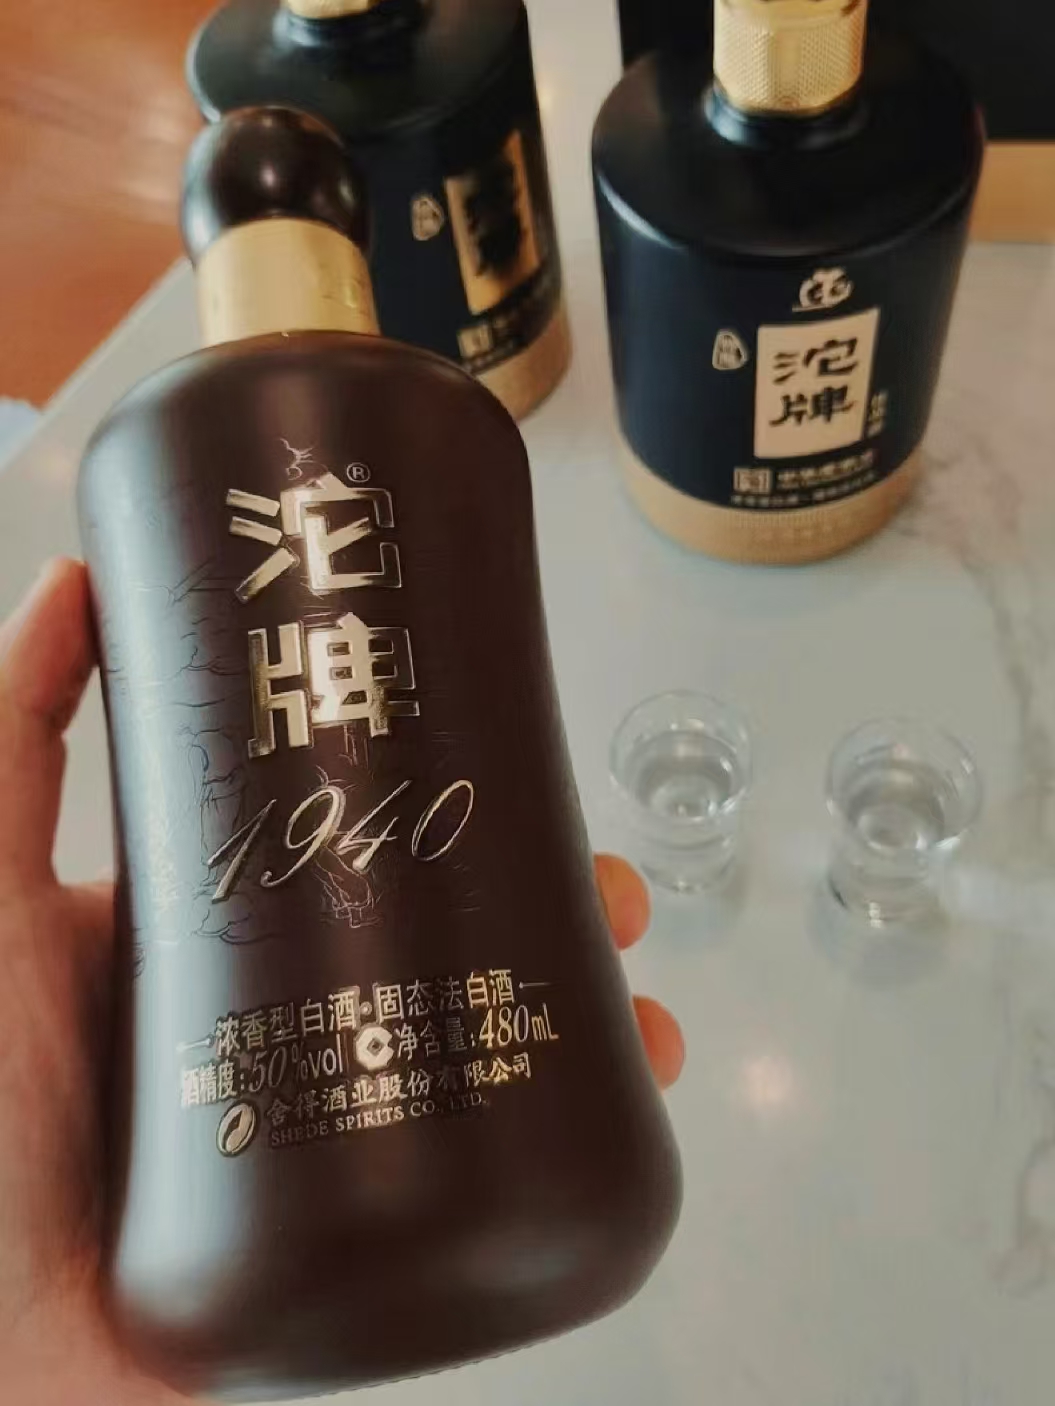 沱牌®
1940
浓香型白酒·固态法白酒
酒精度:50%vol 净含量:480mL
舍得酒业股份有限公司
SHEDE SPIRITS CO., LTD.
沱牌